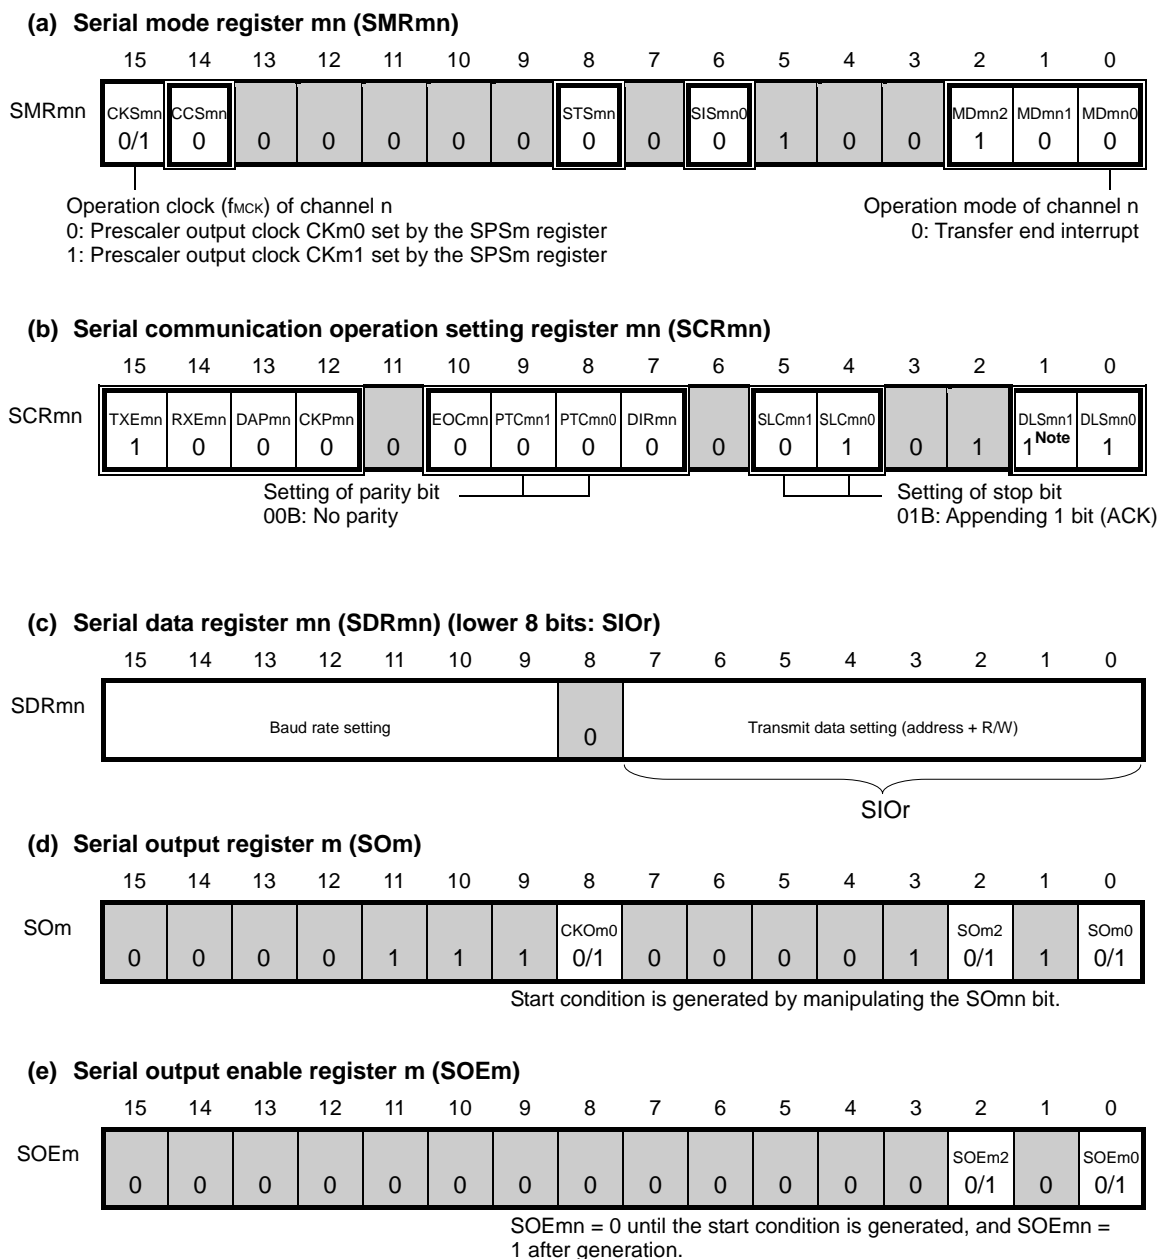 (a) Serial mode register mn (SMRmn)
15 14 13 12 11 10 9 8 7 6 5 4 3 2 1 0
SMRmn
CKSmn CCSmn STSmn SISmn0 MDmn2 MDmn1 MDmn0
0/1 0 0 0 0 0 0 0 0 0 1 0 0 1 0 0
Operation clock (fMCK) of channel n
0: Prescaler output clock CKm0 set by the SPSm register
1: Prescaler output clock CKm1 set by the SPSm register
Operation mode of channel n
0: Transfer end interrupt
(b) Serial communication operation setting register mn (SCRmn)
15 14 13 12 11 10 9 8 7 6 5 4 3 2 1 0
SCRmn
TXEmn RXEmn DAPmn CKPmn EOCmn PTCmn1 PTCmn0 DIRmn SLCmn1 SLCmn0 DLSmn1 DLSmn0
1 0 0 0 0 0 0 0 0 0 0 1 0 1 1 Note 1
Setting of parity bit
00B: No parity
Setting of stop bit
01B: Appending 1 bit (ACK)
(c) Serial data register mn (SDRmn) (lower 8 bits: SIOr)
15 14 13 12 11 10 9 8 7 6 5 4 3 2 1 0
SDRmn
Baud rate setting 0 Transmit data setting (address + R/W)
SIOr
(d) Serial output register m (SOm)
15 14 13 12 11 10 9 8 7 6 5 4 3 2 1 0
SOm
CKOm0 SOm2 SOm0
0 0 0 0 1 1 1 0/1 0 0 0 0 1 0/1 1 0/1
Start condition is generated by manipulating the SOmn bit.
(e) Serial output enable register m (SOEm)
15 14 13 12 11 10 9 8 7 6 5 4 3 2 1 0
SOEm
SOEm2 SOEm0
0 0 0 0 0 0 0 0 0 0 0 0 0 0/1 0 0/1
SOEmn = 0 until the start condition is generated, and SOEmn =
1 after generation.